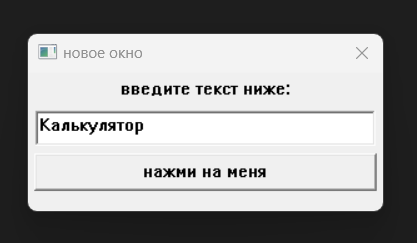 новое окно
введите текст ниже:
Калькулятор
нажми на меня